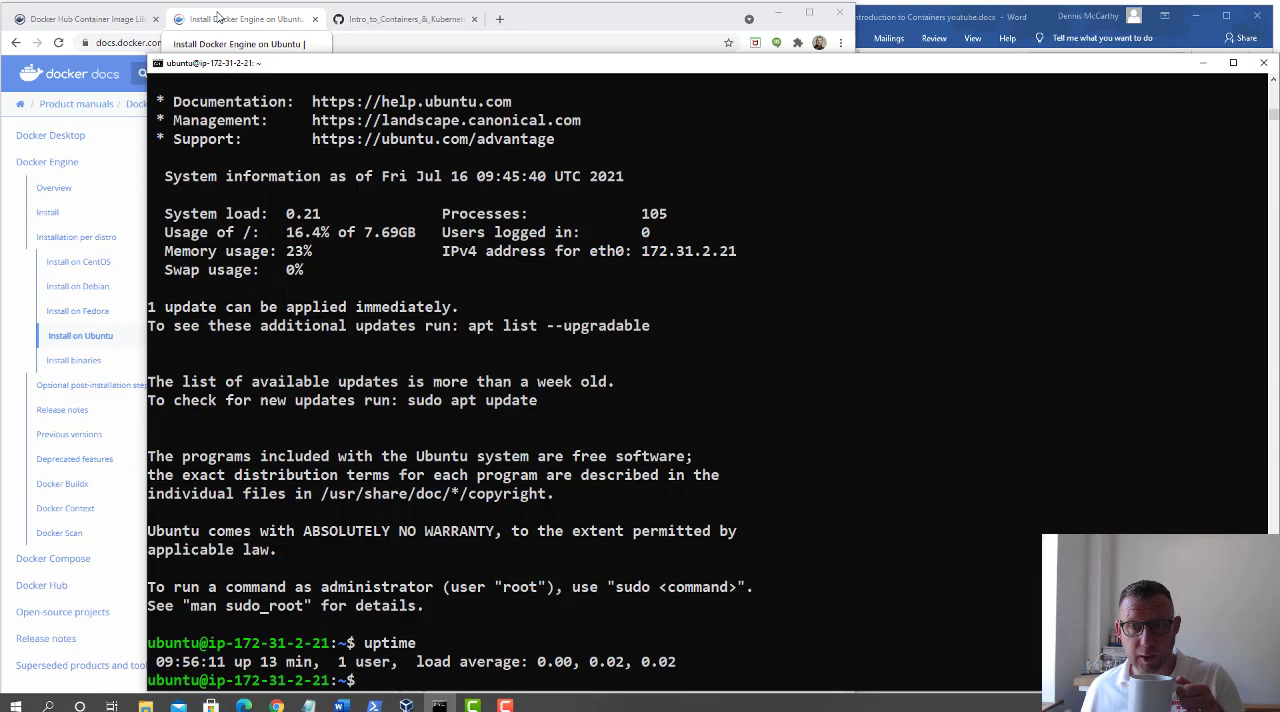 Docker Hub Container Image Lib
Install Docker Engine on Ubuntu
Intro_to_Containers_&_Kubernet
ntroduction to Containers youtube.docx - Word
Dennis McCarthy
docs.docker.com
Install Docker Engine on Ubuntu |
Mailings
Review
View
Help
Tell me what you want to do
Share
docker docs
ubuntu@ip-172-31-2-21: ~
Product manuals / Dock
Docker Desktop
Docker Engine
Overview
Install
Installation per distro
Install on CentOS
Install on Debian
Install on Fedora
Install on Ubuntu
Install binaries
Optional post-installation step
Release notes
Previous versions
Deprecated features
Docker Buildx
Docker Context
Docker Scan
Docker Compose
Docker Hub
Open-source projects
Release notes
Superseded products and tool
* Documentation: https://help.ubuntu.com
* Management: https://landscape.canonical.com
* Support: https://ubuntu.com/advantage
System information as of Fri Jul 16 09:45:40 UTC 2021
System load: 0.21 Processes: 105
Usage of /: 16.4% of 7.69GB Users logged in: 0
Memory usage: 23% IPv4 address for eth0: 172.31.2.21
Swap usage: 0%
1 update can be applied immediately.
To see these additional updates run: apt list --upgradable
The list of available updates is more than a week old.
To check for new updates run: sudo apt update
The programs included with the Ubuntu system are free software;
the exact distribution terms for each program are described in the
individual files in /usr/share/doc/*/copyright.
Ubuntu comes with ABSOLUTELY NO WARRANTY, to the extent permitted by
applicable law.
To run a command as administrator (user "root"), use "sudo <command>".
See "man sudo_root" for details.
ubuntu@ip-172-31-2-21:~$ uptime
09:56:11 up 13 min, 1 user, load average: 0.00, 0.02, 0.02
ubuntu@ip-172-31-2-21:~$